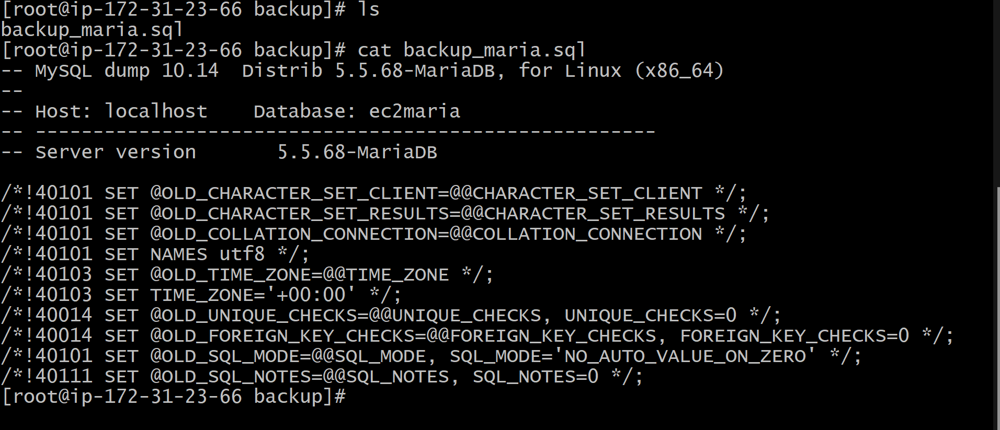 [root@ip-172-31-23-66 backup]# ls
backup_maria.sql
[root@ip-172-31-23-66 backup]# cat backup_maria.sql
-- MySQL dump 10.14  Distrib 5.5.68-MariaDB, for Linux (x86_64)
--
-- Host: localhost    Database: ec2maria
-- ------------------------------------------------------
-- Server version       5.5.68-MariaDB

/*!40101 SET @OLD_CHARACTER_SET_CLIENT=@@CHARACTER_SET_CLIENT */;
/*!40101 SET @OLD_CHARACTER_SET_RESULTS=@@CHARACTER_SET_RESULTS */;
/*!40101 SET @OLD_COLLATION_CONNECTION=@@COLLATION_CONNECTION */;
/*!40101 SET NAMES utf8 */;
/*!40103 SET @OLD_TIME_ZONE=@@TIME_ZONE */;
/*!40103 SET TIME_ZONE='+00:00' */;
/*!40014 SET @OLD_UNIQUE_CHECKS=@@UNIQUE_CHECKS, UNIQUE_CHECKS=0 */;
/*!40014 SET @OLD_FOREIGN_KEY_CHECKS=@@FOREIGN_KEY_CHECKS, FOREIGN_KEY_CHECKS=0 */;
/*!40101 SET @OLD_SQL_MODE=@@SQL_MODE, SQL_MODE='NO_AUTO_VALUE_ON_ZERO' */;
/*!40111 SET @OLD_SQL_NOTES=@@SQL_NOTES, SQL_NOTES=0 */;
[root@ip-172-31-23-66 backup]#